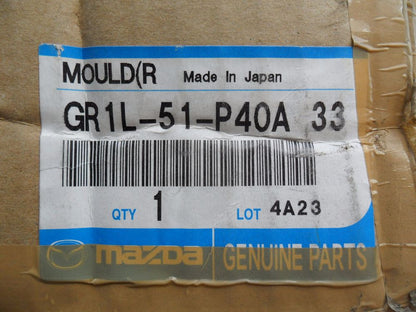 MOULD(R Made In Japan
GR1L-51-P40A 33
QTY 1 LOT 4A23
mazda GENUINE PARTS